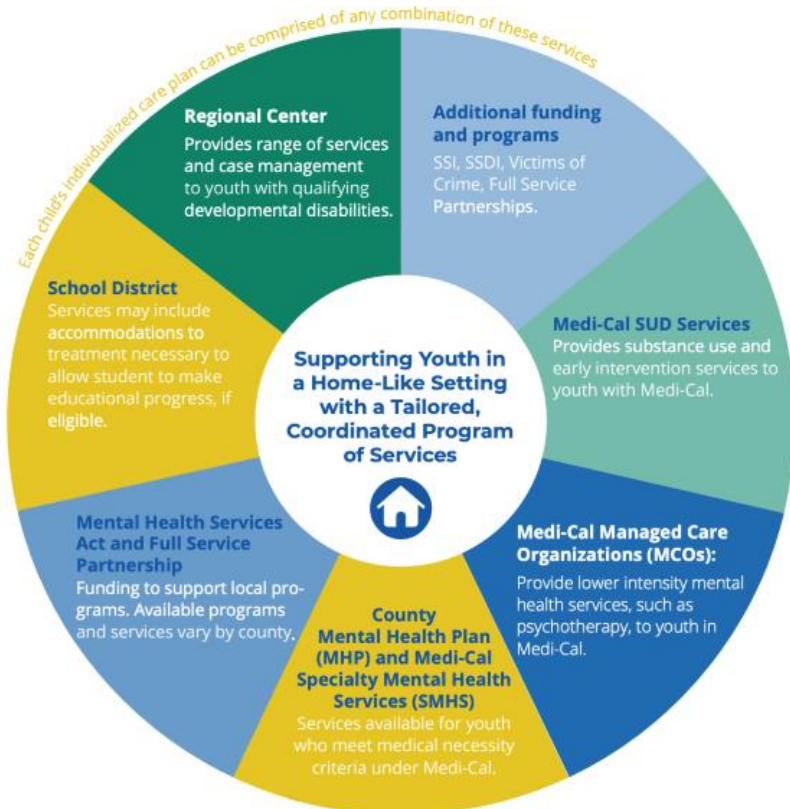 Each child's individualized care plan can be comprised of any combination of these services
Regional Center
Provides range of services
and case management
to youth with qualifying
developmental disabilities.
Additional funding
and programs
SSI, SSDI, Victims of
Crime, Full Service
Partnerships.
Medi-Cal SUD Services
Provides substance use and
early intervention services to
youth with Medi-Cal.
Medi-Cal Managed Care
Organizations (MCOs):
Provide lower intensity mental
health services, such as
psychotherapy, to youth in
Medi-Cal.
County
Mental Health Plan
(MHP) and Medi-Cal
Specialty Mental Health
Services (SMHS)
Services available for youth
who meet medical necessity
criteria under Medi-Cal.
Mental Health Services
Act and Full Service
Partnership
Funding to support local pro-
grams. Available programs
and services vary by county.
School District
Services may include
accommodations to
treatment necessary to
allow student to make
educational progress, if
eligible.
Supporting Youth in
a Home-Like Setting
with a Tailored,
Coordinated Program
of Services